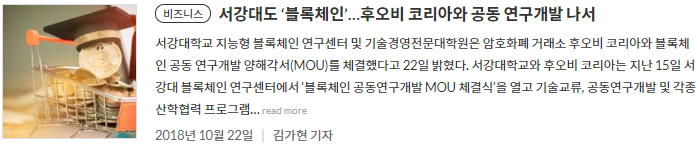 비즈니스 서강대도 ‘블록체인’…후오비 코리아와 공동 연구개발 나서
서강대학교 지능형 블록체인 연구센터 및 기술경영전문대학원은 암호화폐 거래소 후오비 코리아와 블록체
인 공동 연구개발 양해각서(MOU)를 체결했다고 22일 밝혔다. 서강대학교와 후오비 코리아는 지난 15일 서강
대 블록체인 연구센터에서 ‘블록체인 공동연구개발 MOU 체결식’을 열고 기술교류, 공동연구개발 및 각종
산학협력 프로그램... read more
2018년 10월 22일 | 김가현 기자